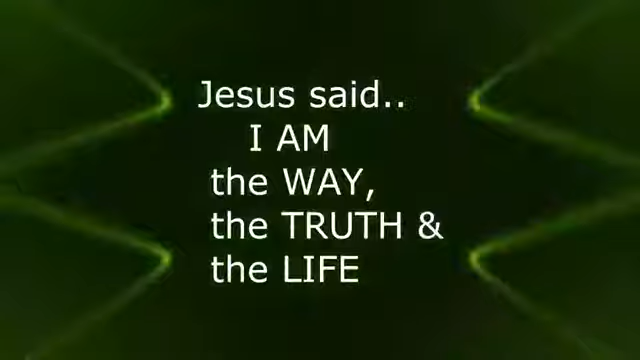 Jesus said..
I AM
the WAY,
the TRUTH &
the LIFE